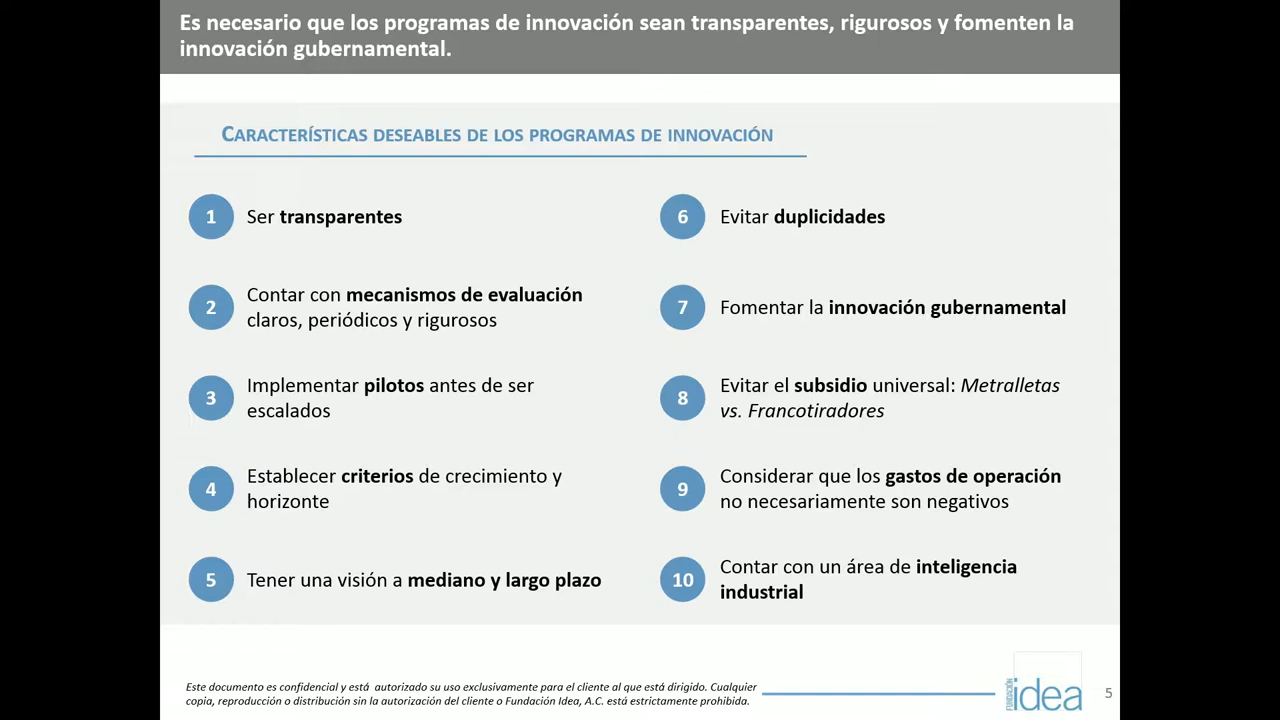 Es necesario que los programas de innovación sean transparentes, rigurosos y fomenten la
innovación gubernamental.
CARACTERÍSTICAS DESEABLES DE LOS PROGRAMAS DE INNOVACIÓN
1 Ser transparentes
2 Contar con mecanismos de evaluación
claros, periódicos y rigurosos
3 Implementar pilotos antes de ser
escalados
4 Establecer criterios de crecimiento y
horizonte
5 Tener una visión a mediano y largo plazo
6 Evitar duplicidades
7 Fomentar la innovación gubernamental
8 Evitar el subsidio universal: Metralletas
vs. Francotiradores
9 Considerar que los gastos de operación
no necesariamente son negativos
10 Contar con un área de inteligencia
industrial
Este documento es confidencial y está autorizado su uso exclusivamente para el cliente al que está dirigido. Cualquier
copia, reproducción o distribución sin la autorización del cliente o Fundación Idea, A.C. está estrictamente prohibida.
FUNDACIÓN
idea
5